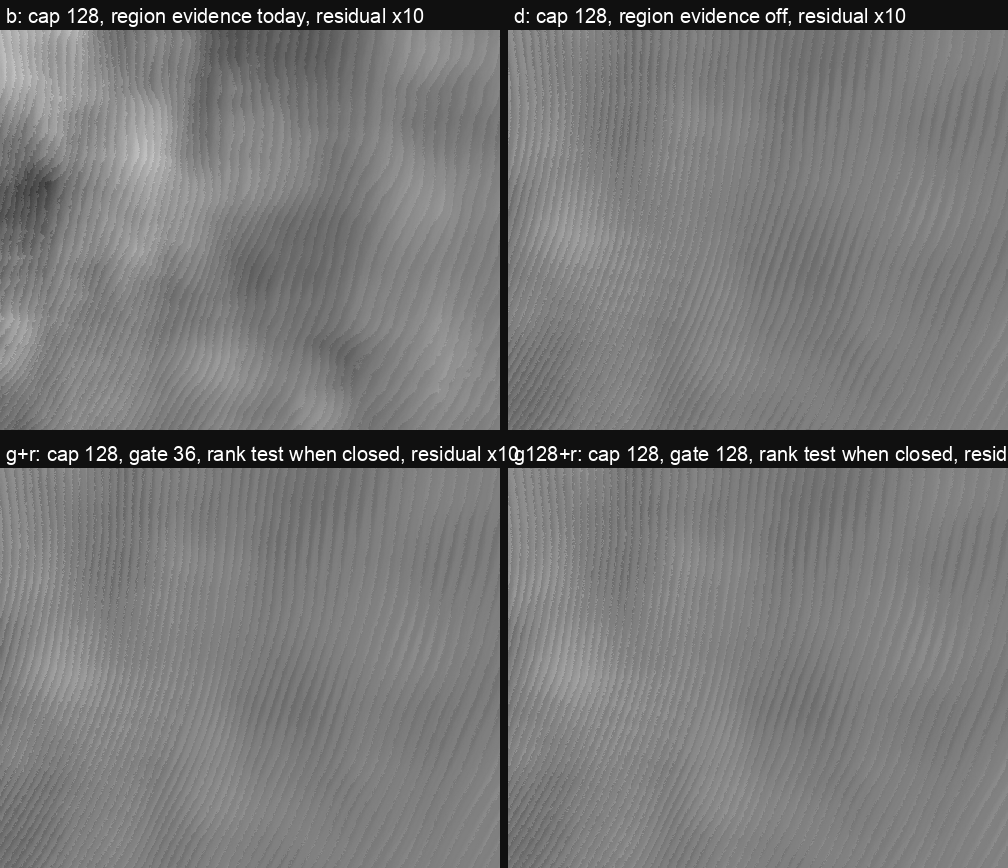 b: cap 128, region evidence today, residual x10
d: cap 128, region evidence off, residual x10
g+r: cap 128, gate 36, rank test when closed, residual x10
g128+r: cap 128, gate 128, rank test when closed, resid